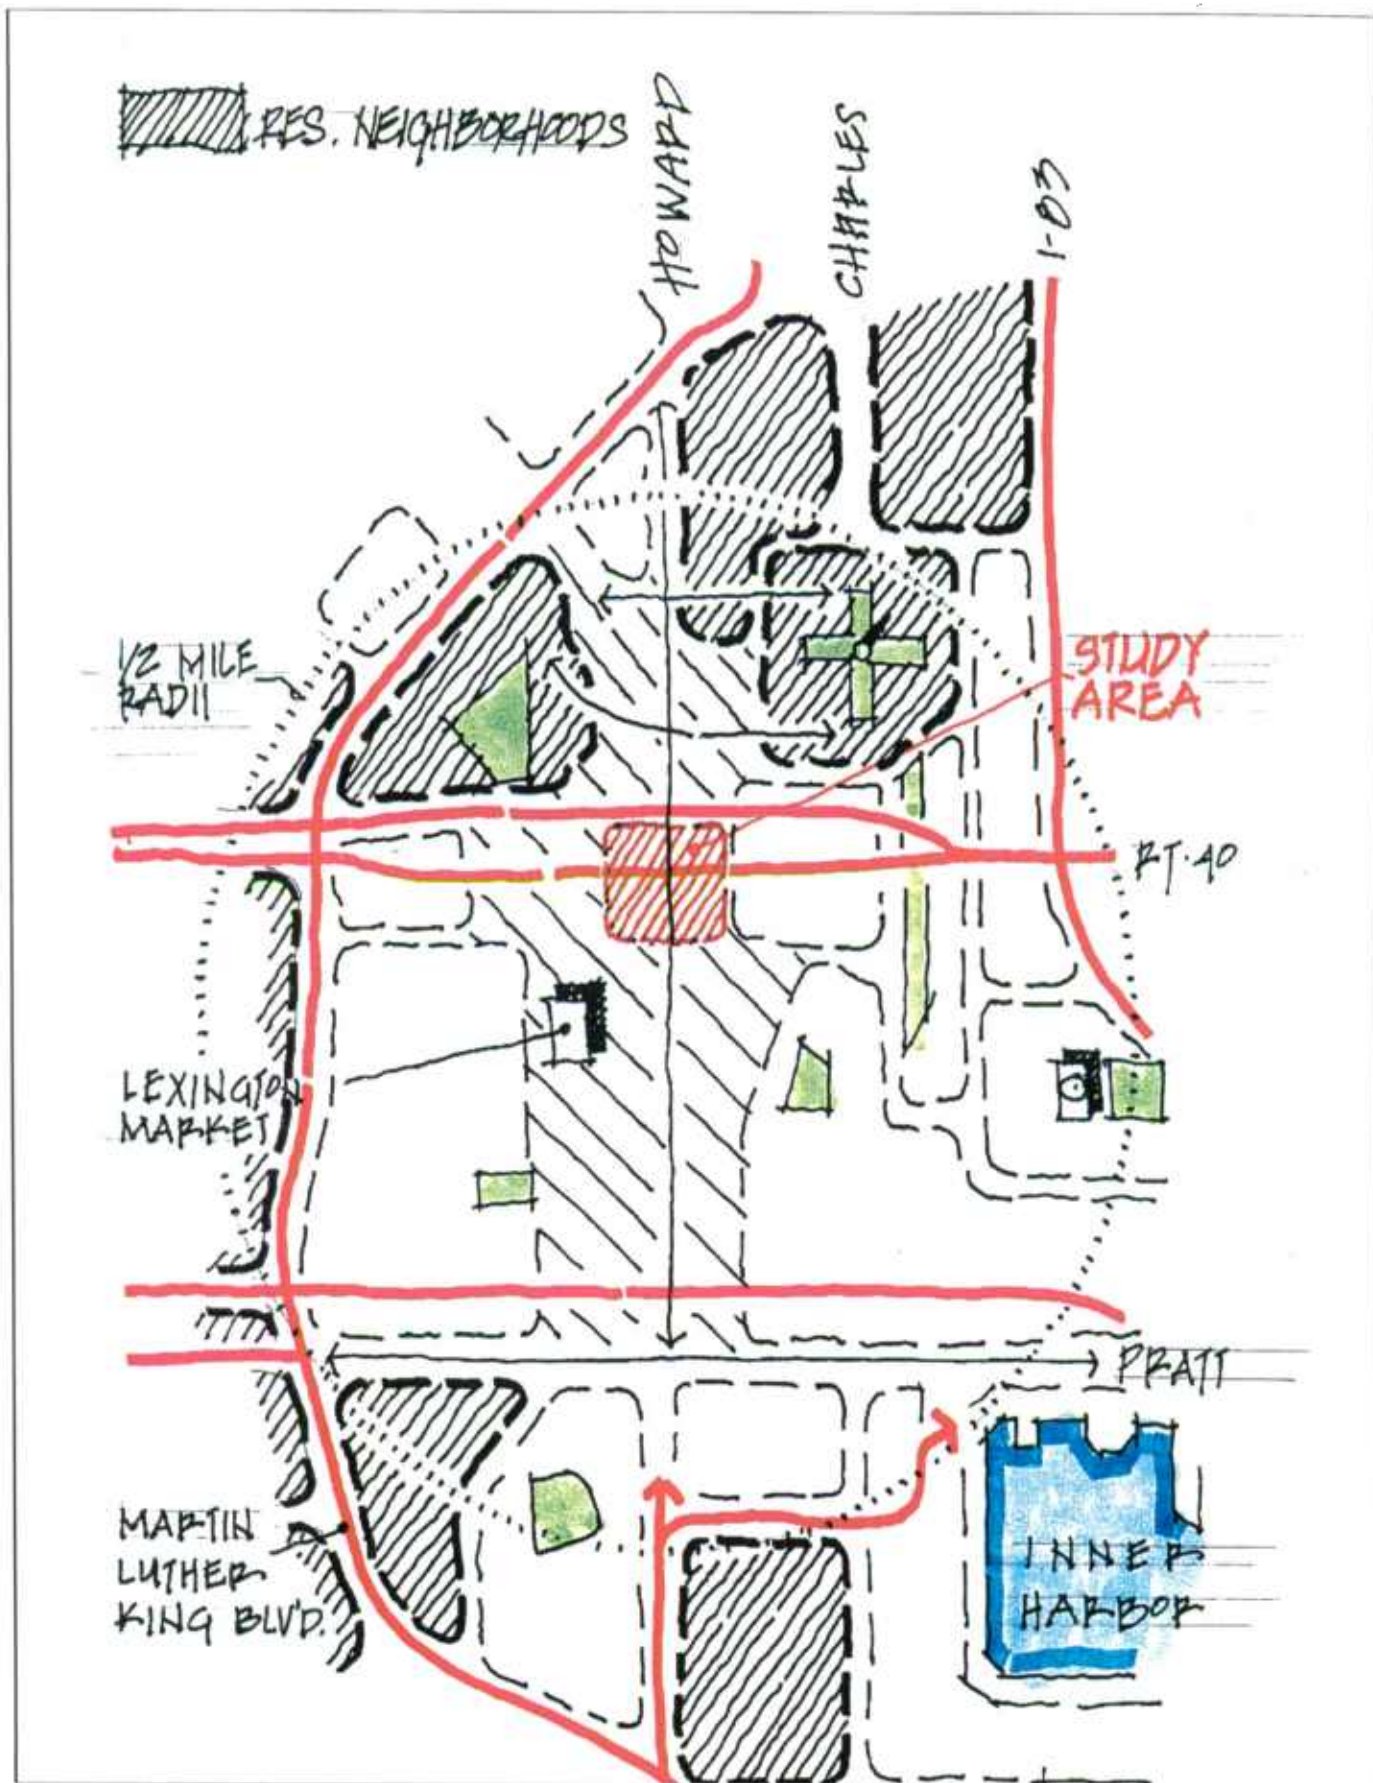 RES. NEIGHBORHOODS
HOWARD
CHARLES
I-83
1/2 MILE
RADII
STUDY
AREA
RT. 40
LEXINGTON
MARKET
PRATT
MARTIN
LUTHER
KING BLV'D.
INNER
HARBOR